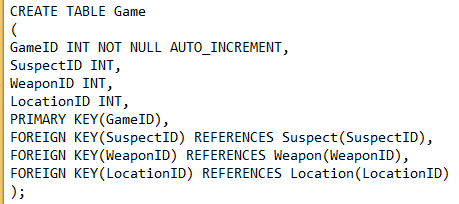 CREATE TABLE Game
(
GameID INT NOT NULL AUTO_INCREMENT,
SuspectID INT,
WeaponID INT,
LocationID INT,
PRIMARY KEY(GameID),
FOREIGN KEY(SuspectID) REFERENCES Suspect(SuspectID),
FOREIGN KEY(WeaponID) REFERENCES Weapon(WeaponID),
FOREIGN KEY(LocationID) REFERENCES Location(LocationID)
);